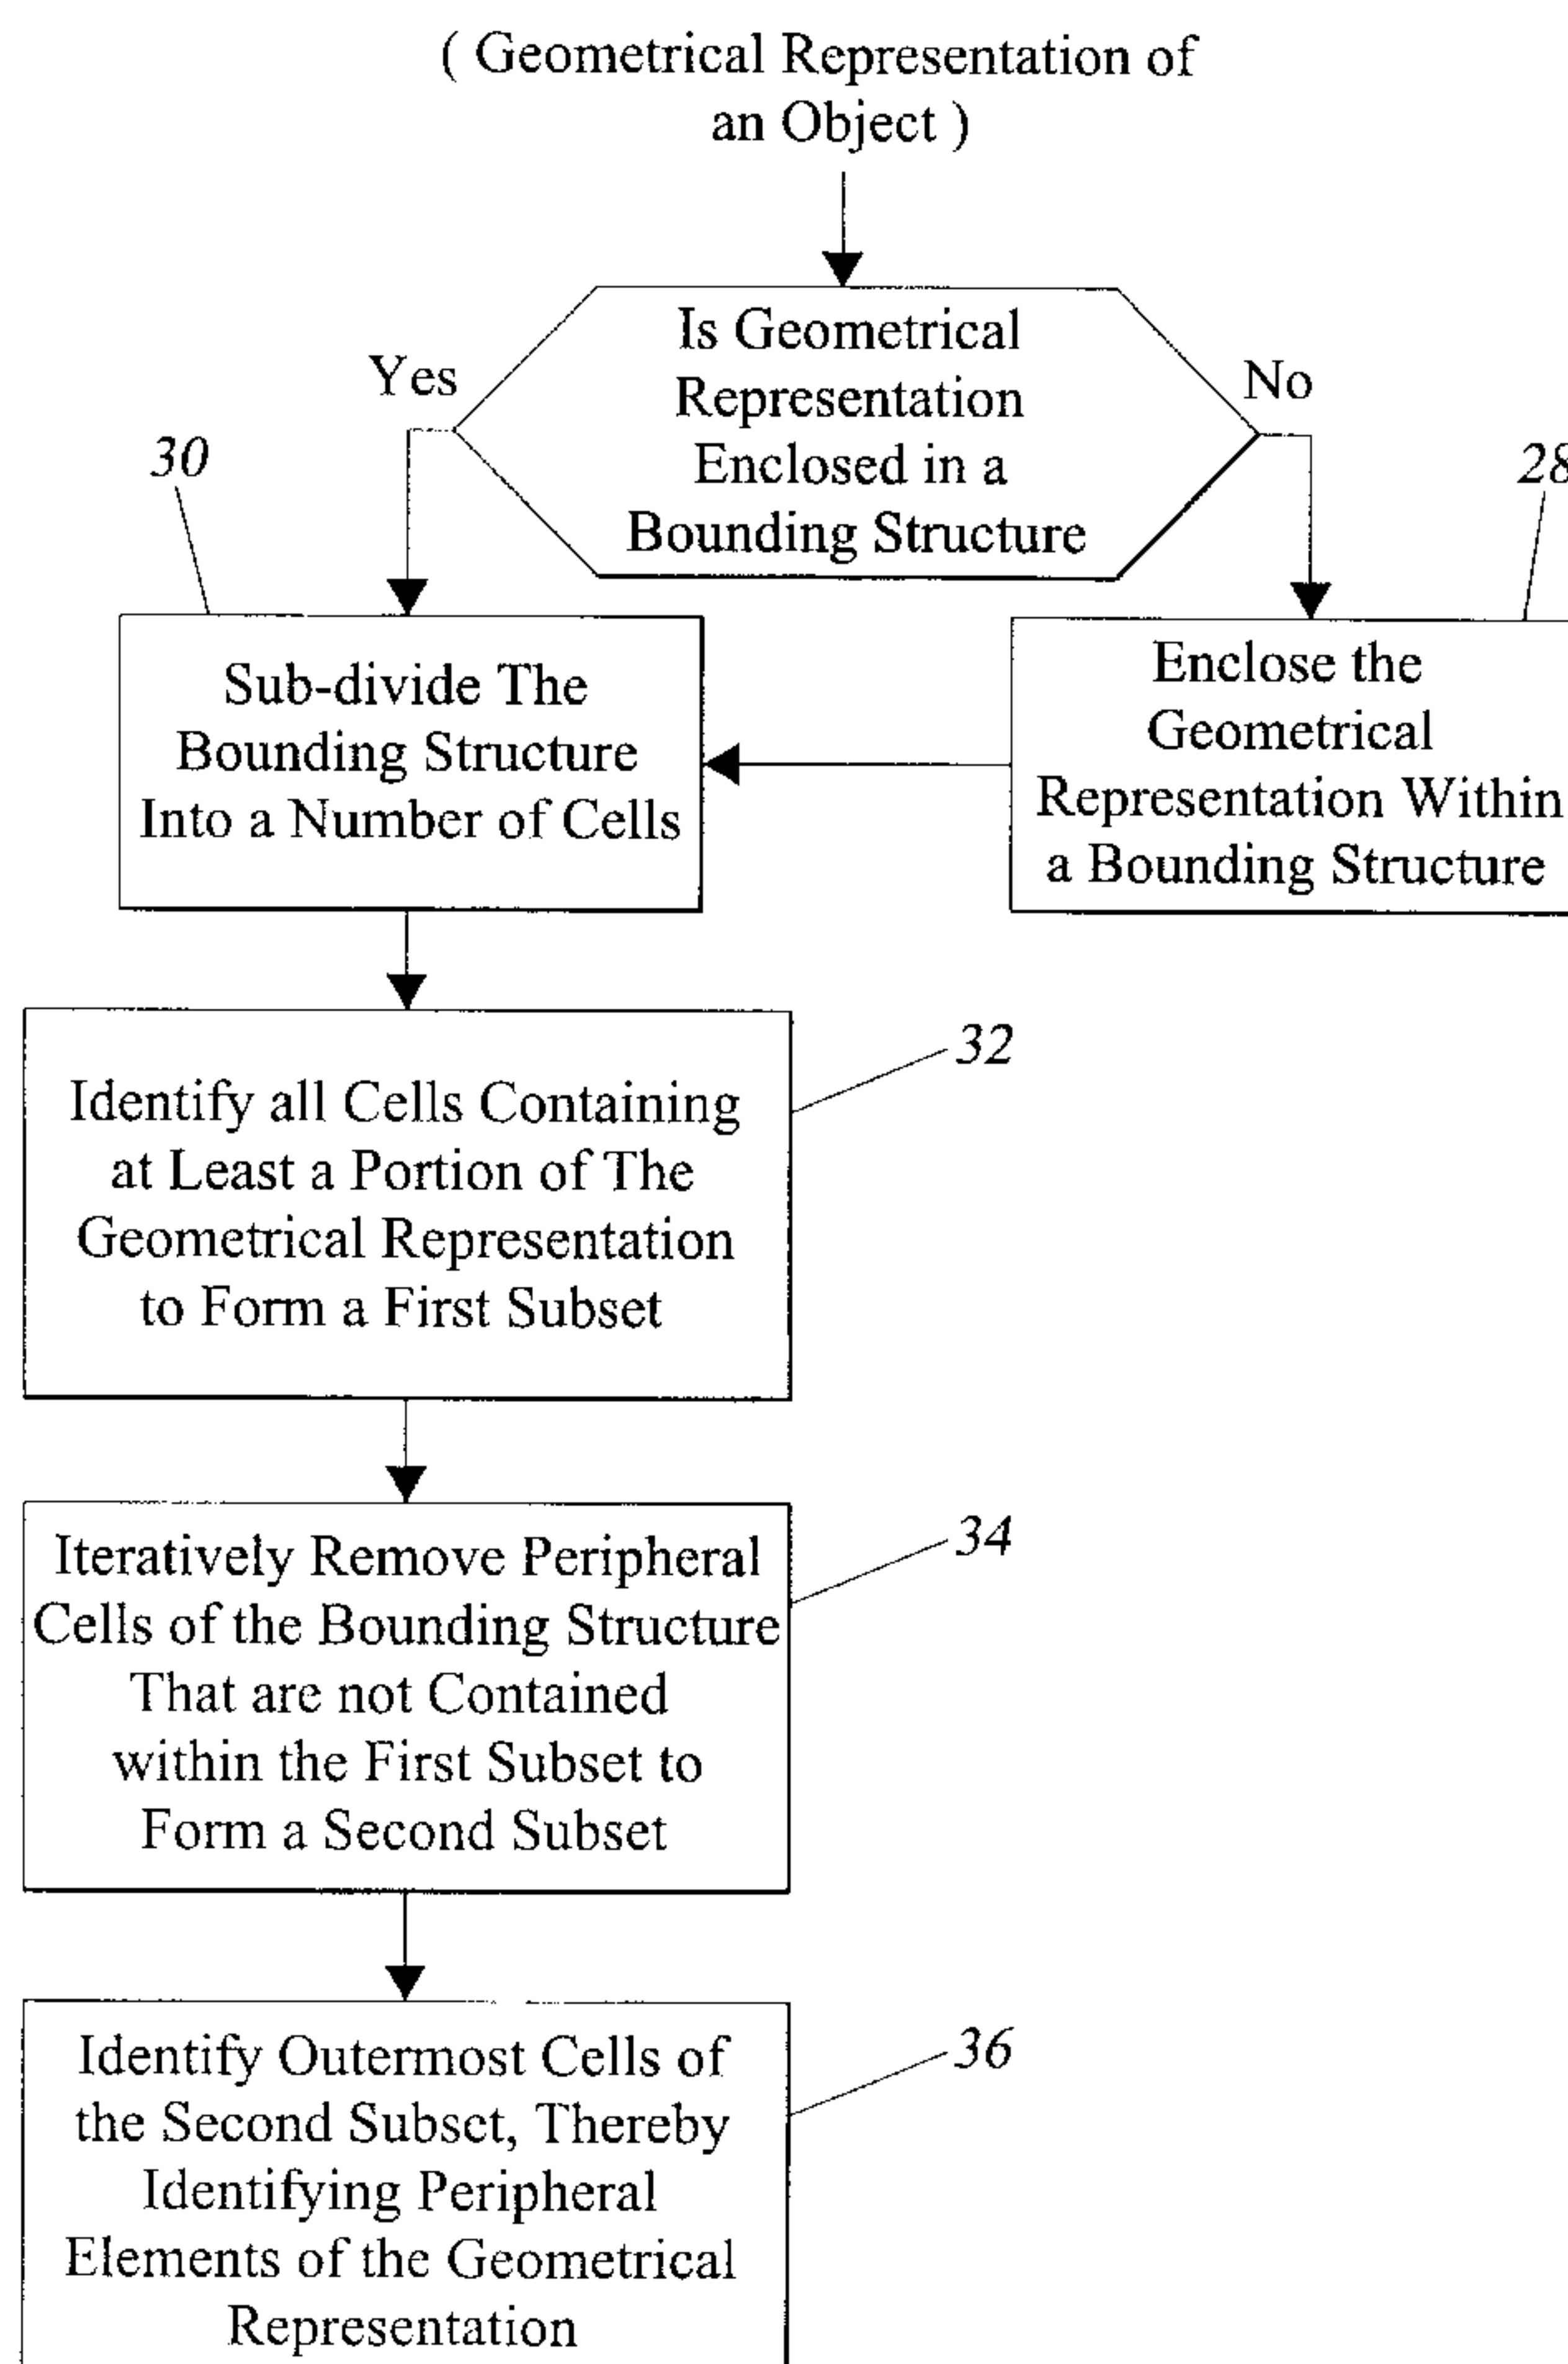 ( Geometrical Representation of
an Object )
Is Geometrical
Representation
Enclosed in a
Bounding Structure
Yes
No
30
28
Sub-divide The
Bounding Structure
Into a Number of Cells
Enclose the
Geometrical
Representation Within
a Bounding Structure
32
Identify all Cells Containing
at Least a Portion of The
Geometrical Representation
to Form a First Subset
34
Iteratively Remove Peripheral
Cells of the Bounding Structure
That are not Contained
within the First Subset to
Form a Second Subset
36
Identify Outermost Cells of
the Second Subset, Thereby
Identifying Peripheral
Elements of the Geometrical
Representation